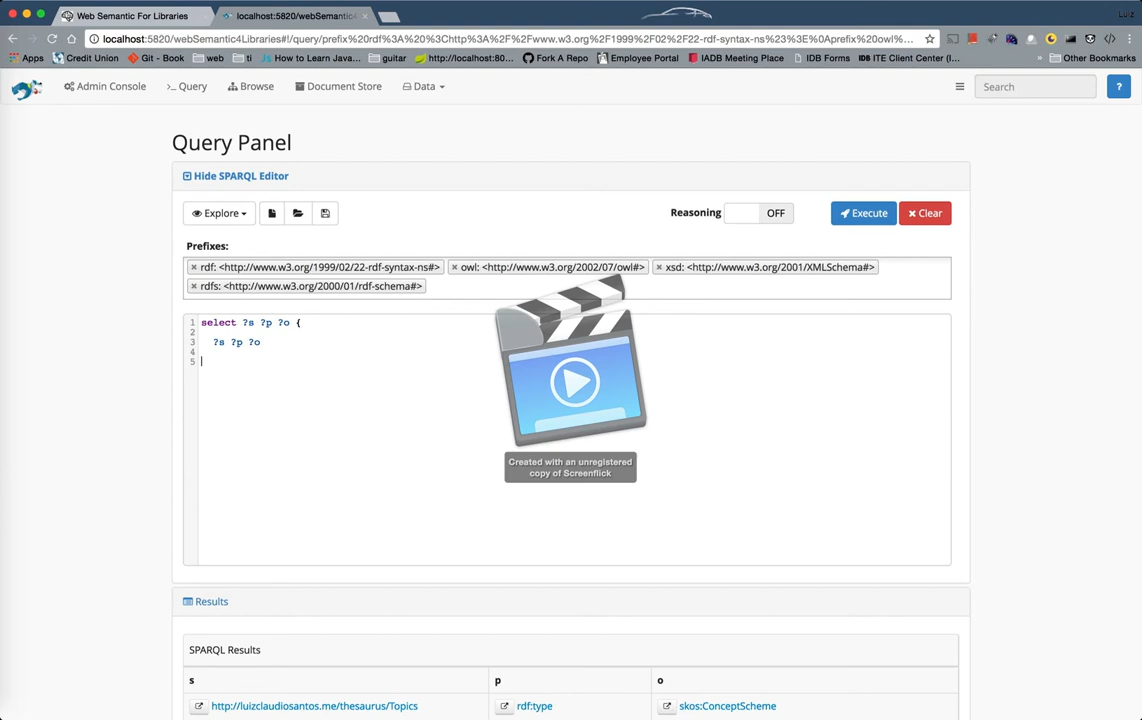 Web Semantic For Libraries
localhost:5820/webSemantic4
Luiz
localhost:5820/webSemantic4Libraries#!/query/prefix%20rdf%3A%20%3Chttp%3A%2F%2Fwww.w3.org%2F1999%2F02%2F22-rdf-syntax-ns%23%3E%0Aprefix%20owl%...
Apps Credit Union Git - Book web ti How to Learn Java... guitar http://localhost:80... Fork A Repo Employee Portal IADB Meeting Place IDB Forms IDB ITE Client Center (I... » Other Bookmarks
Admin Console >_ Query Browse Document Store Data Search ?
Query Panel
Hide SPARQL Editor
Explore Reasoning OFF Execute Clear
Prefixes:
× rdf: <http://www.w3.org/1999/02/22-rdf-syntax-ns#> × owl: <http://www.w3.org/2002/07/owl#> × xsd: <http://www.w3.org/2001/XMLSchema#>
× rdfs: <http://www.w3.org/2000/01/rdf-schema#>
1 select ?s ?p ?o {
2
3 ?s ?p ?o
4
5
Created with an unregistered
copy of Screenflick
Results
SPARQL Results
s p o
http://luizclaudiosantos.me/thesaurus/Topics rdf:type skos:ConceptScheme